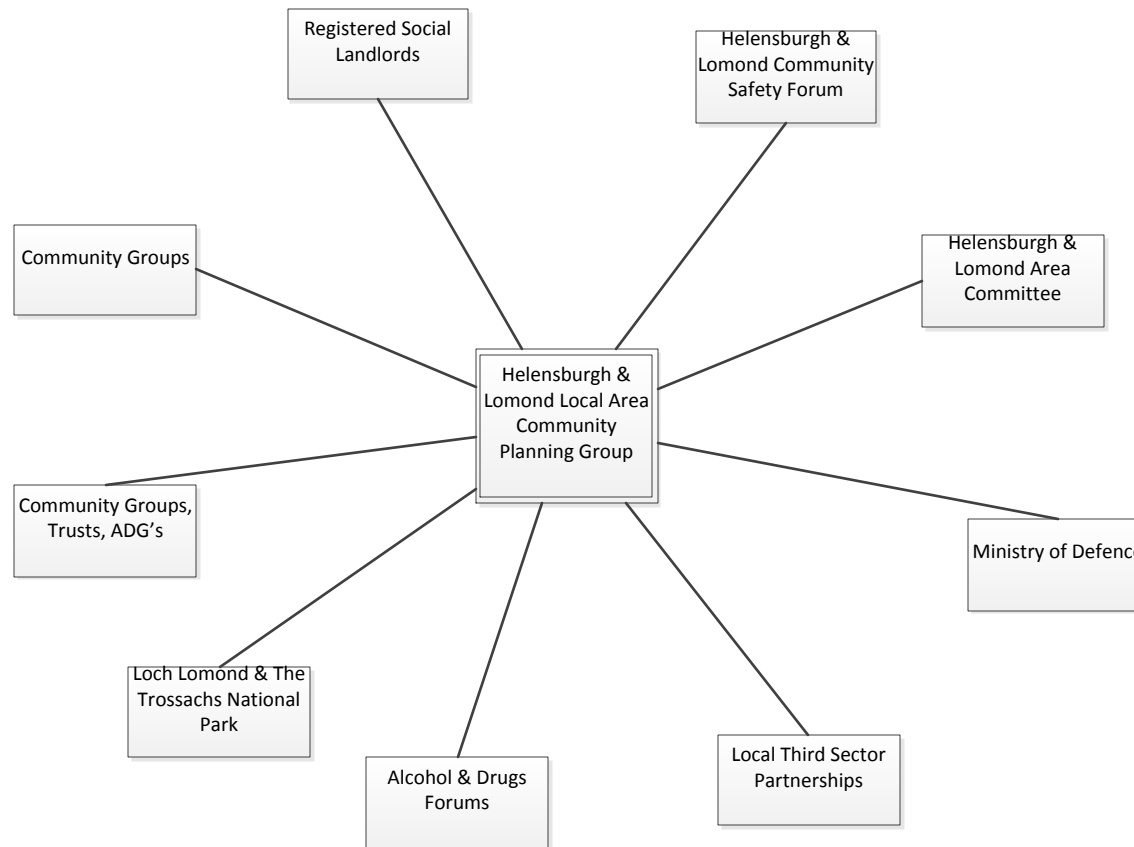 Registered Social
Landlords
Helensburgh &
Lomond Community
Safety Forum
Community Groups
Helensburgh &
Lomond Area
Committee
Helensburgh &
Lomond Local Area
Community
Planning Group
Community Groups,
Trusts, ADG's
Ministry of Defence
Loch Lomond & The
Trossachs National
Park
Alcohol & Drugs
Forums
Local Third Sector
Partnerships